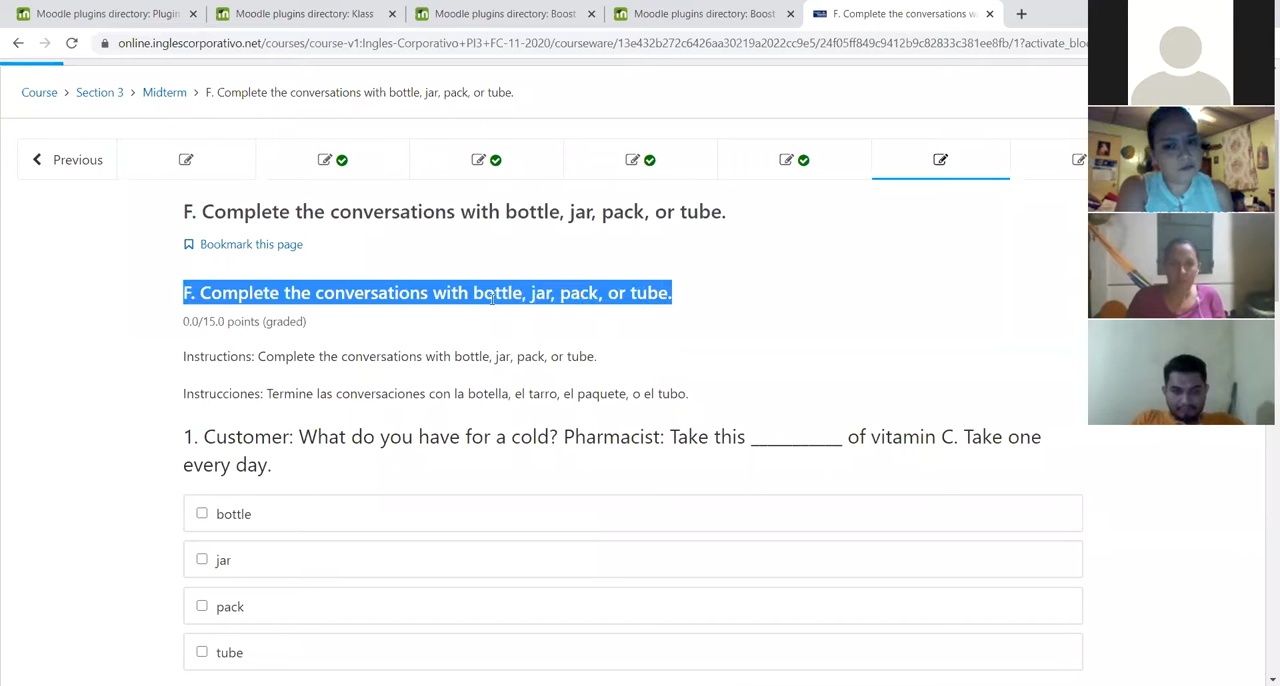 Moodle plugins directory: Plugin
Moodle plugins directory: Klass
Moodle plugins directory: Boost
Moodle plugins directory: Boost
F. Complete the conversations w
online.inglescorporativo.net/courses/course-v1:Ingles-Corporativo+PI3+FC-11-2020/courseware/13e432b272c6426aa30219a2022cc9e5/24f05ff849c9412b9c82833c381ee8fb/1?activate_blo
Course > Section 3 > Midterm > F. Complete the conversations with bottle, jar, pack, or tube.
Previous
F. Complete the conversations with bottle, jar, pack, or tube.
Bookmark this page
F. Complete the conversations with bottle, jar, pack, or tube.
0.0/15.0 points (graded)
Instructions: Complete the conversations with bottle, jar, pack, or tube.
Instrucciones: Termine las conversaciones con la botella, el tarro, el paquete, o el tubo.
1. Customer: What do you have for a cold? Pharmacist: Take this __________ of vitamin C. Take one
every day.
bottle
jar
pack
tube